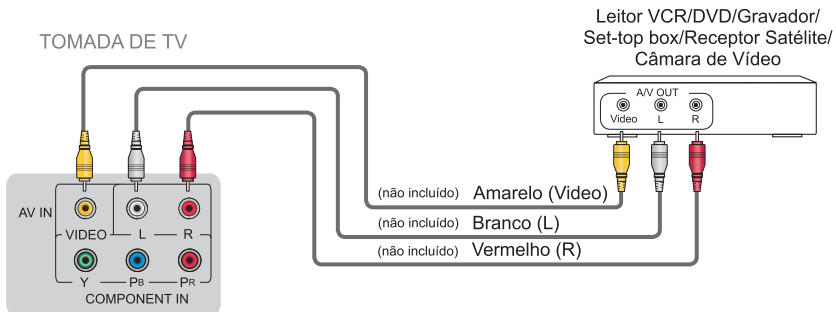 Leitor VCR/DVD/Gravador/
Set-top box/Receptor Satélite/
Câmara de Vídeo
TOMADA DE TV
A/V OUT
Video L R
(não incluído) Amarelo (Video)
(não incluído) Branco (L)
(não incluído) Vermelho (R)
AV IN
VIDEO L R
Y PB PR
COMPONENT IN